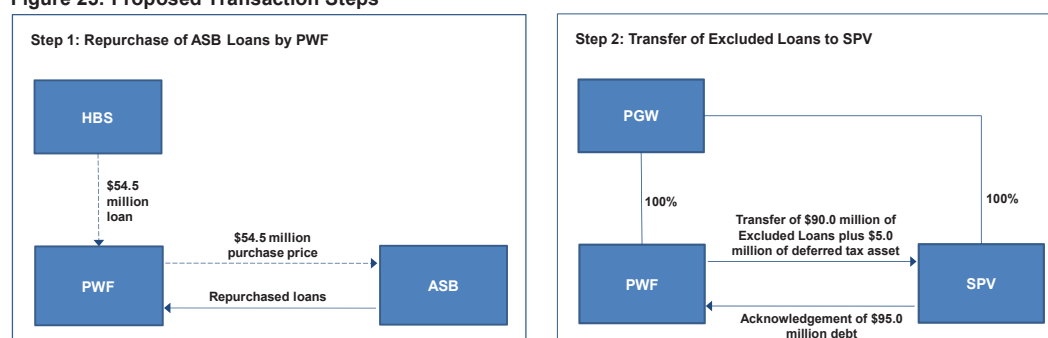 Figure 25: Proposed Transaction Steps
Step 1: Repurchase of ASB Loans by PWF
HBS
$54.5
million
loan
$54.5 million
purchase price
PWF
ASB
Repurchased loans
Step 2: Transfer of Excluded Loans to SPV
PGW
100%
100%
Transfer of $90.0 million of
Excluded Loans plus $5.0
million of deferred tax asset
PWF
SPV
Acknowledgement of $95.0
million debt